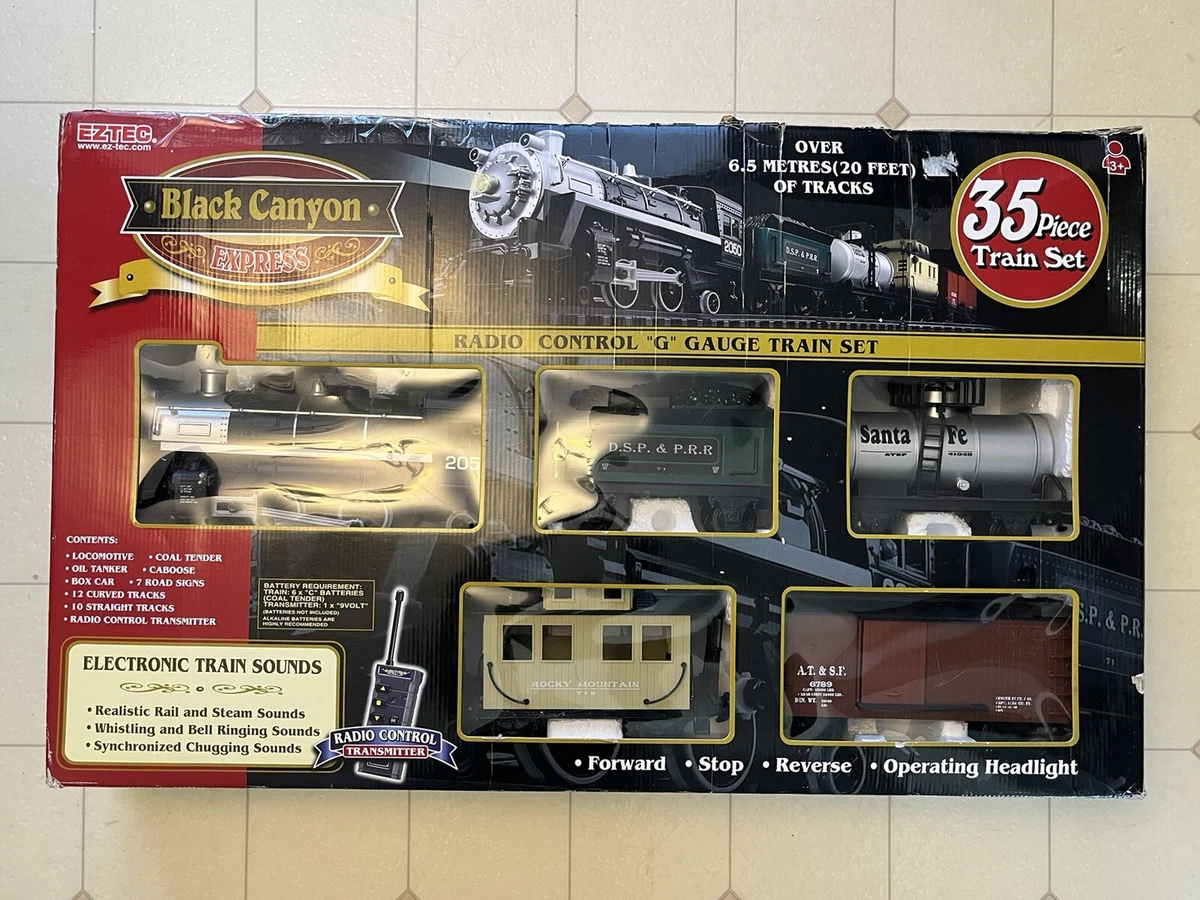 EZTEC
www.ez-tec.com
Black Canyon
EXPRESS
OVER
6.5 METRES(20 FEET)
OF TRACKS
35 Piece
Train Set
3+
2050
D.S.P. & P.R.R
RADIO CONTROL "G" GAUGE TRAIN SET
205
D.S.P. & P.R.R
Santa Fe
CONTENTS:
• LOCOMOTIVE • COAL TENDER
• OIL TANKER • CABOOSE
• BOX CAR • 7 ROAD SIGNS
• 12 CURVED TRACKS
• 10 STRAIGHT TRACKS
• RADIO CONTROL TRANSMITTER
BATTERY REQUIREMENT:
TRAIN: 6 x "C" BATTERIES
(COAL TENDER)
TRANSMITTER: 1 x "9VOLT"
(BATTERIES NOT INCLUDED)
ALKALINE BATTERIES ARE
HIGHLY RECOMMENDED
ELECTRONIC TRAIN SOUNDS
• Realistic Rail and Steam Sounds
• Whistling and Bell Ringing Sounds
• Synchronized Chugging Sounds
RADIO CONTROL
TRANSMITTER
ROCKY MOUNTAIN
A.T. & S.F.
6789
S.P. & P.R.
71
• Forward • Stop • Reverse • Operating Headlight